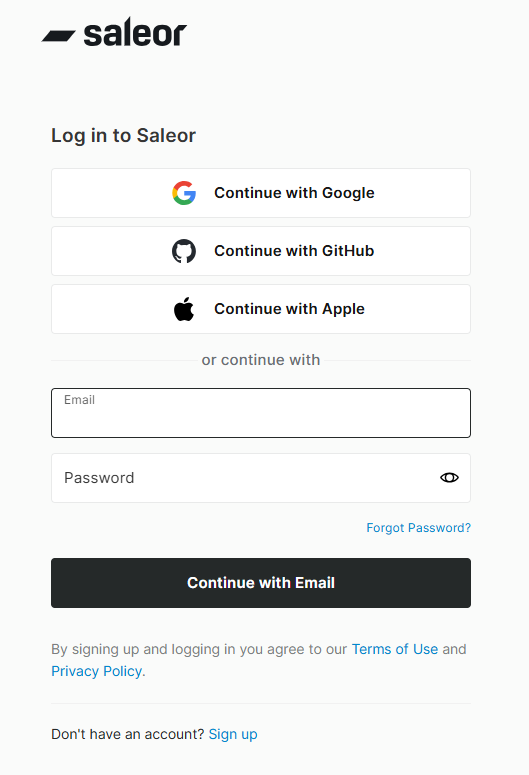 saleor
Log in to Saleor
Continue with Google
Continue with GitHub
Continue with Apple
or continue with
Email
Password
Forgot Password?
Continue with Email
By signing up and logging in you agree to our Terms of Use and
Privacy Policy.
Don't have an account? Sign up